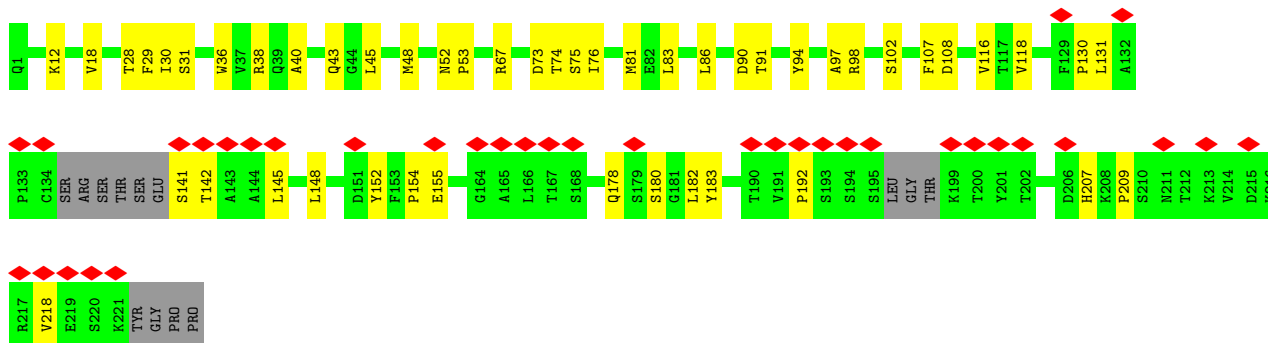 Q1 K12 V18 T28 F29 I30 S31 W36 V37 R38 Q39 A40 Q43 G44 L45 M48 N52 P53 R67 D73 T74 S75 I76 M81 E82 L83 L86 D90 T91 Y94 A97 R98 S102 F107 D108 V116 T117 V118 F129 P130 L131 A132
P133 C134 SER ARG SER THR SER GLU S141 T142 A143 A144 L145 L148 D151 Y152 F153 P154 E155 G164 A165 L166 T167 S168 Q178 S179 S180 G181 L182 Y183 T190 V191 P192 S193 S194 S195 LEU GLY THR K199 T200 Y201 T202 D206 H207 K208 P209 S210 N211 T212 K213 V214 D215
R217 V218 E219 S220 K221 TYR GLY PRO PRO